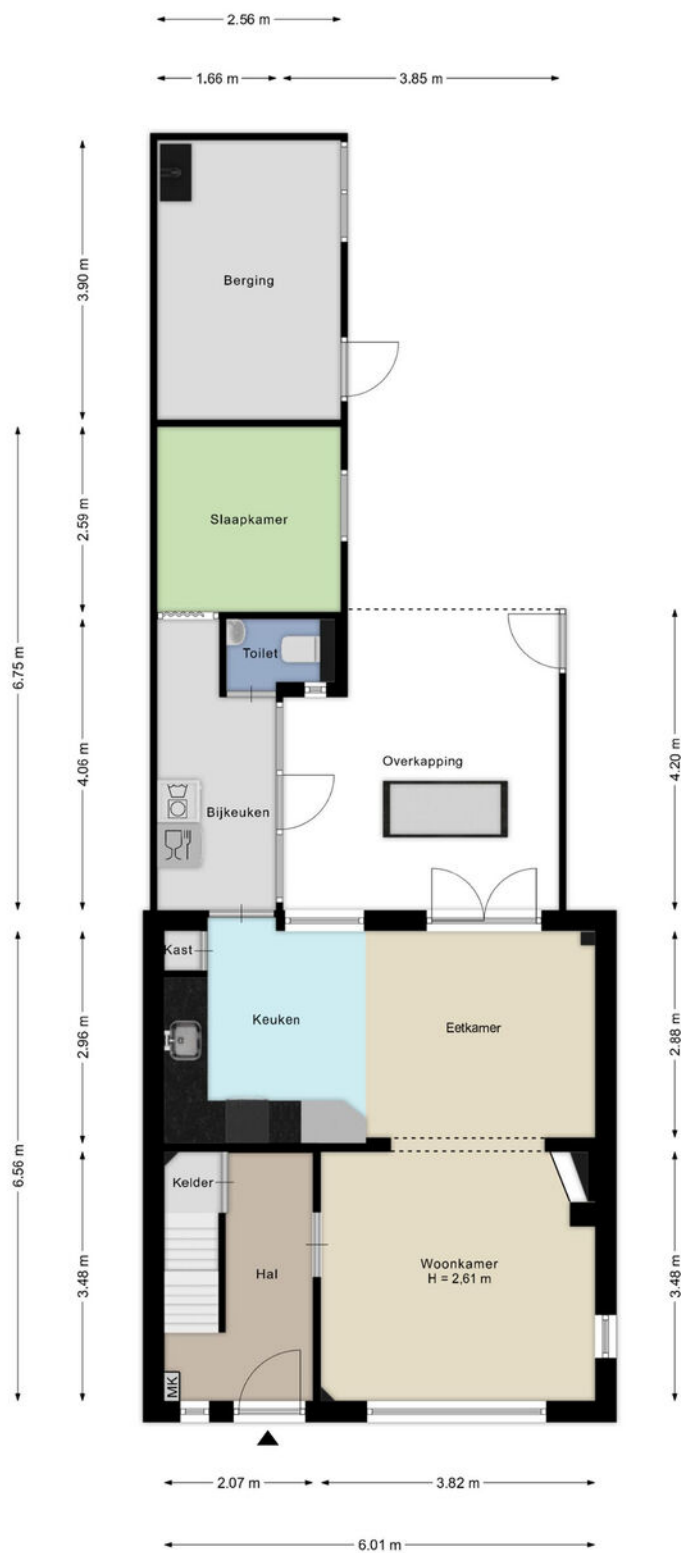 2.56 m
1.66 m
3.85 m
3.90 m
Berging
2.59 m
Slaapkamer
6.75 m
Toilet
4.06 m
4.20 m
Overkapping
Bijkeuken
Kast
Keuken
Eetkamer
2.96 m
2.88 m
6.56 m
Kelder
Hal
Woonkamer
H = 2,61 m
3.48 m
3.48 m
MK
2.07 m
3.82 m
6.01 m